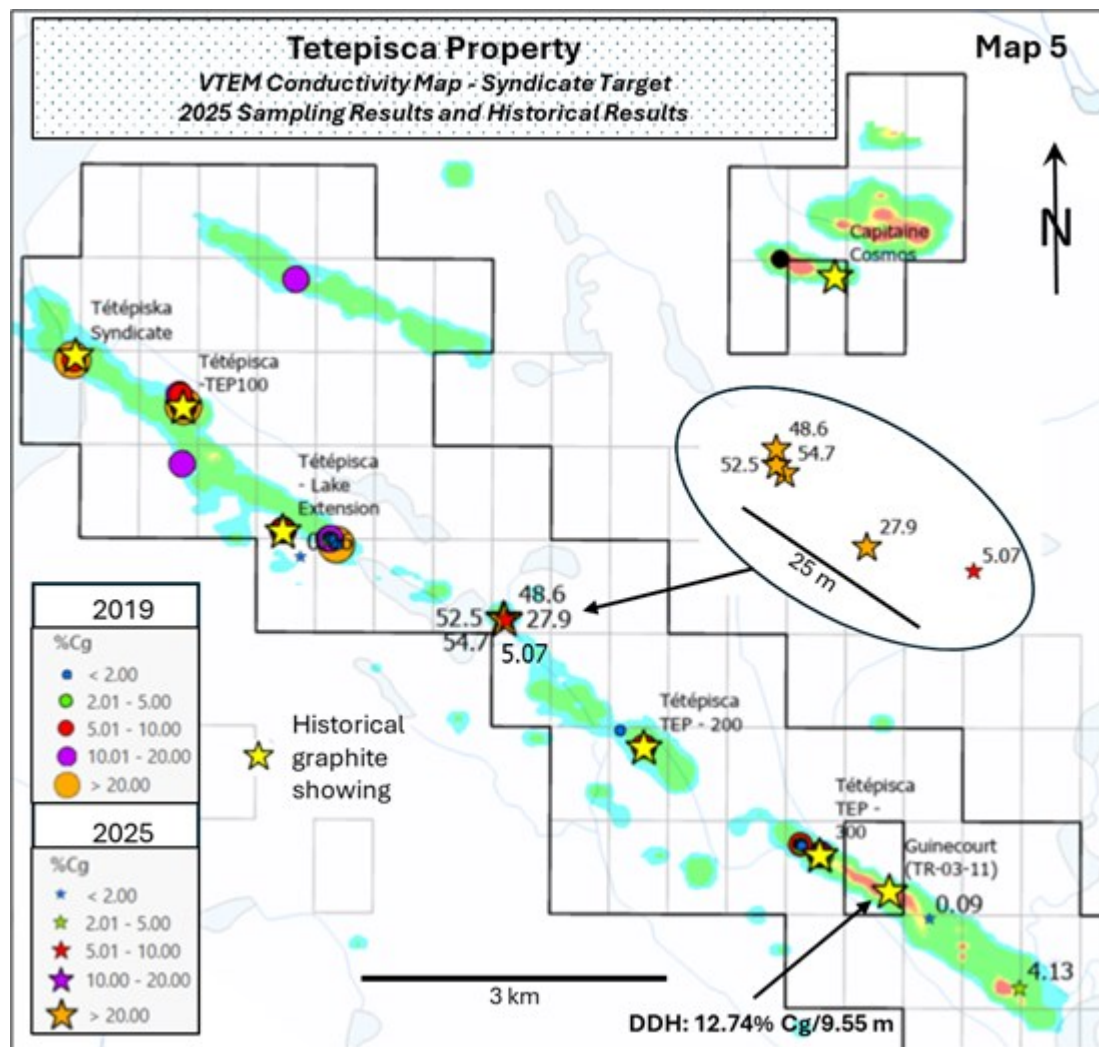 Tetepisca Property
VTEM Conductivity Map - Syndicate Target
2025 Sampling Results and Historical Results
Map 5
N
Capitaine
Cosmos
Tétépiska
Syndicate
Tétépisca
-TEP100
Tétépisca
- Lake
Extension
48.6
52.5
54.7
27.9
5.07
25 m
48.6
52.5
27.9
54.7
5.07
Tétépisca
TEP - 200
Tétépisca
TEP -
300
Guinecourt
(TR-03-11)
0.09
4.13
DDH: 12.74% Cg/9.55 m
3 km
Historical
graphite
showing
2019
%Cg
< 2.00
2.01 - 5.00
5.01 - 10.00
10.01 - 20.00
> 20.00
2025
%Cg
< 2.00
2.01 - 5.00
5.01 - 10.00
10.00 - 20.00
> 20.00